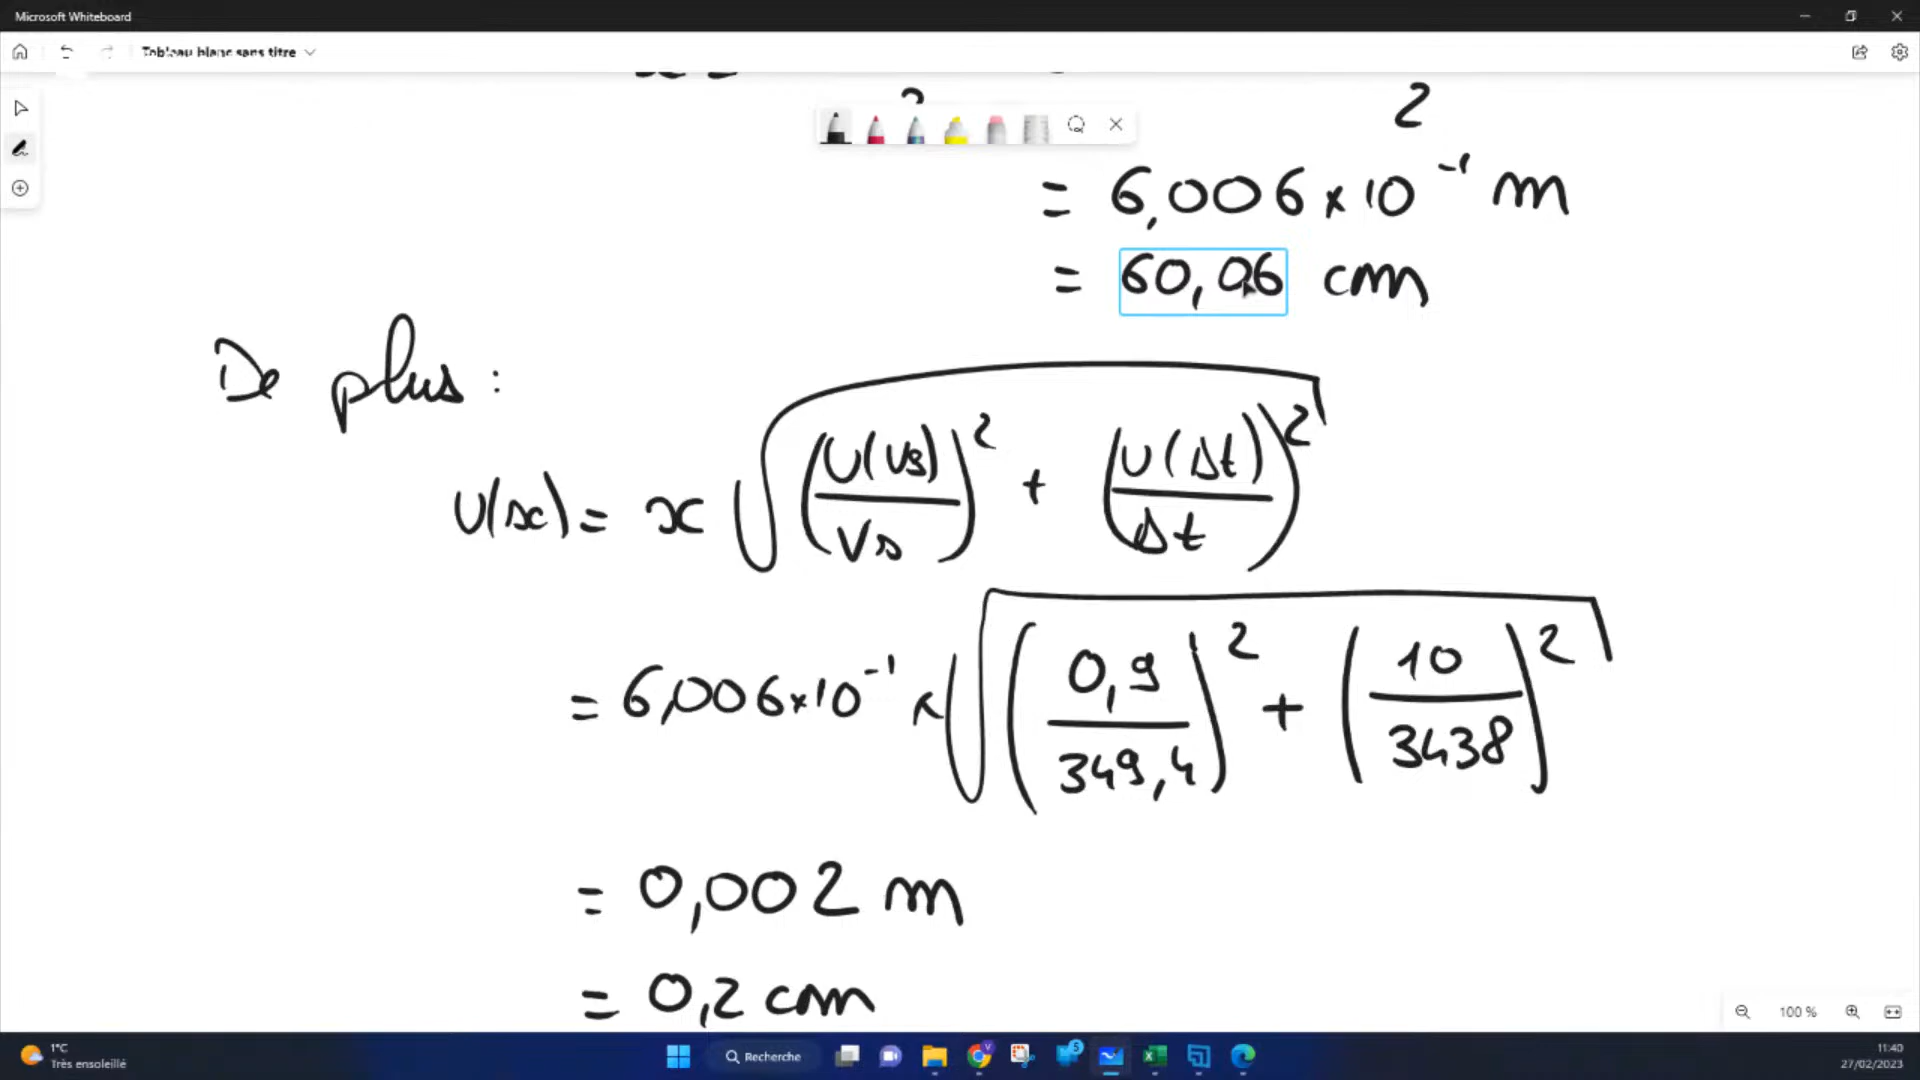 Microsoft Whiteboard
Tableau blanc sans titre
2
= 6,006 × 10⁻¹ m
= 60,06 cm
De plus :
U(x) = x √((U(Vs)/Vs)² + (U(Δt)/Δt)²)
= 6,006×10⁻¹ × √((0,9/349,4)² + (10/3438)²)
= 0,002 m
= 0,2 cm
100 %
1°C
Très ensoleillé
Recherche
5
11:40
27/02/2023